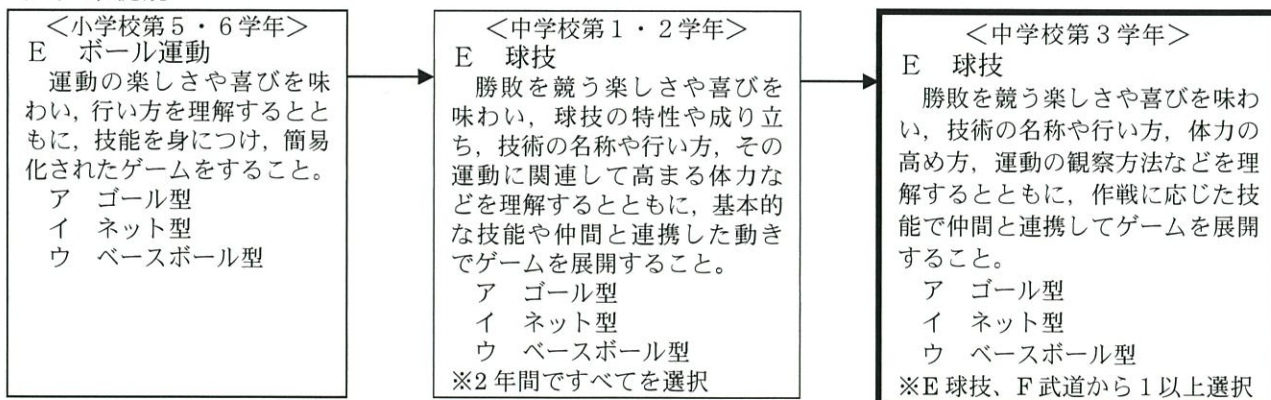 <小学校第5・6学年>
E ボール運動
運動の楽しさや喜びを味
わい,行い方を理解するとと
もに,技能を身につけ,簡易
化されたゲームをすること。
ア ゴール型
イ ネット型
ウ ベースボール型
<中学校第1・2学年>
E 球技
勝敗を競う楽しさや喜びを
味わい,球技の特性や成り立
ち,技術の名称や行い方,その
運動に関連して高まる体力な
どを理解するとともに,基本的
な技能や仲間と連携した動き
でゲームを展開すること。
ア ゴール型
イ ネット型
ウ ベースボール型
※2年間ですべてを選択
<中学校第3学年>
E 球技
勝敗を競う楽しさや喜びを味わ
い,技術の名称や行い方,体力の
高め方,運動の観察方法などを理
解するとともに,作戦に応じた技
能で仲間と連携してゲームを展開
すること。
ア ゴール型
イ ネット型
ウ ベースボール型
※E球技、F武道から1以上選択